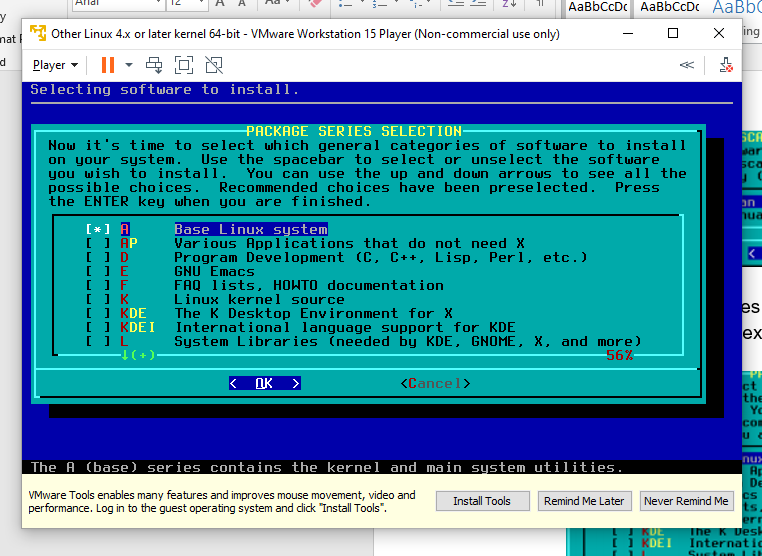 Arial
12
Aa
AaBbCcDc
AaBbCcDc
AaBbCc
Other Linux 4.x or later kernel 64-bit - VMware Workstation 15 Player (Non-commercial use only)
Player
Selecting software to install.
PACKAGE SERIES SELECTION
Now it's time to select which general categories of software to install
on your system.  Use the spacebar to select or unselect the software
you wish to install.  You can use the up and down arrows to see all the
possible choices.  Recommended choices have been preselected.  Press
the ENTER key when you are finished.
[*] A Base Linux system
[ ] AP Various Applications that do not need X
[ ] D Program Development (C, C++, Lisp, Perl, etc.)
[ ] E GNU Emacs
[ ] F FAQ lists, HOWTO documentation
[ ] K Linux kernel source
[ ] KDE The K Desktop Environment for X
[ ] KDEI International language support for KDE
[ ] L System Libraries (needed by KDE, GNOME, X, and more)
↓(+) 56%
< OK > <Cancel>
The A (base) series contains the kernel and main system utilities.
VMware Tools enables many features and improves mouse movement, video and
performance. Log in to the guest operating system and click "Install Tools".
Install Tools
Remind Me Later
Never Remind Me
[ ] KDE The K Des
[ ] KDEI Internati